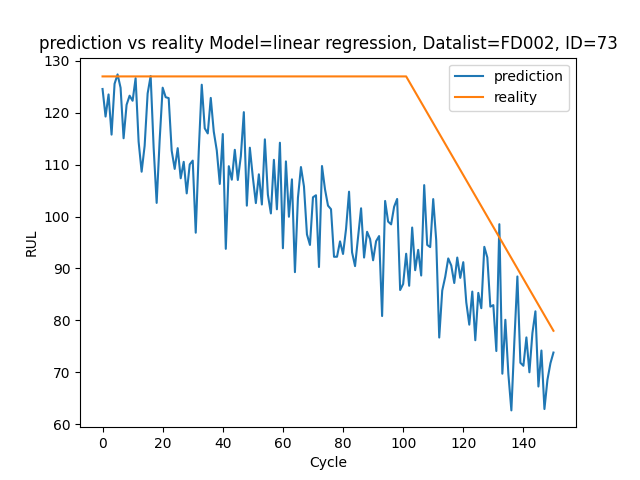 prediction vs reality Model=linear regression, Datalist=FD002, ID=73
130
120
110
100
90
80
70
60
RUL
prediction
reality
0 20 40 60 80 100 120 140
Cycle